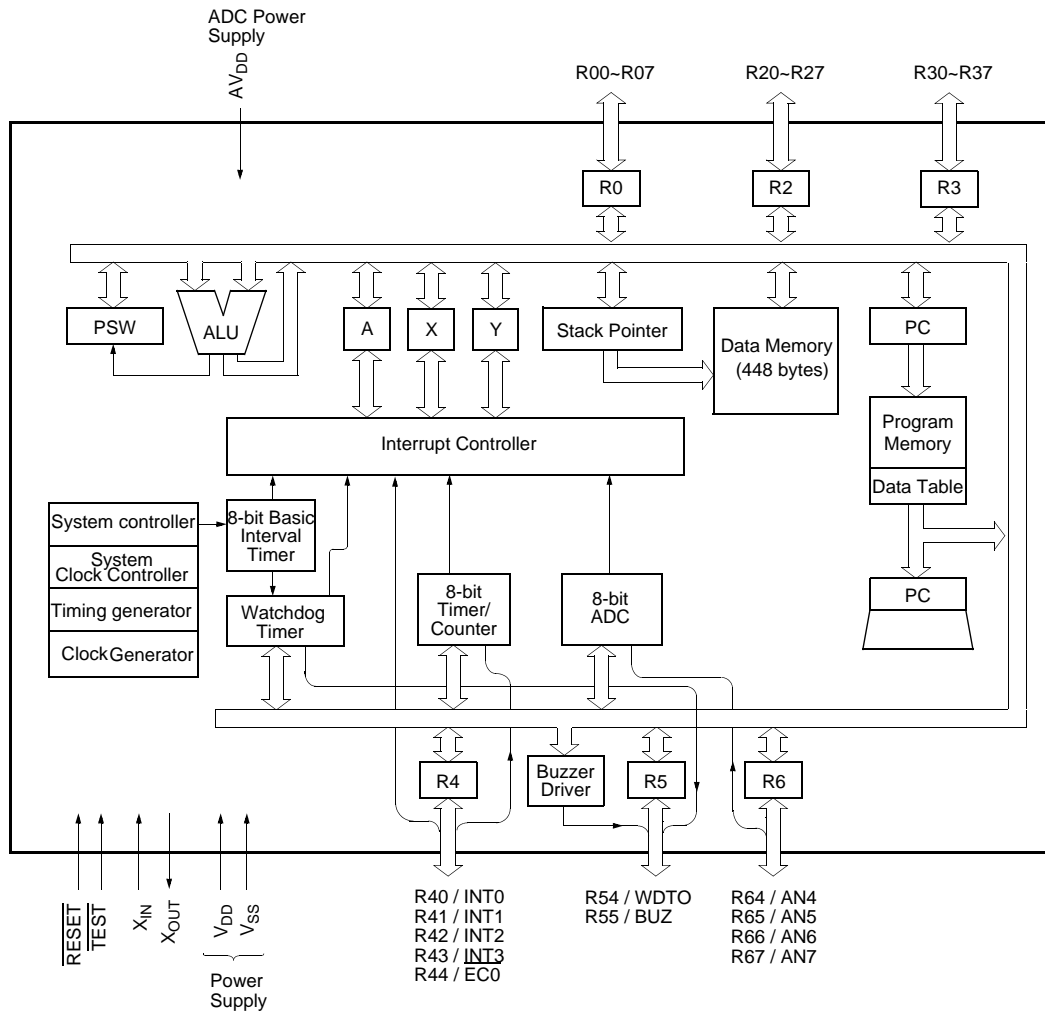 ADC Power
Supply
AVDD
R00~R07
R20~R27
R30~R37
R0
R2
R3
PSW
ALU
A
X
Y
Stack Pointer
Data Memory
(448 bytes)
PC
Interrupt Controller
Program
Memory
Data Table
System controller
System
Clock Controller
Timing generator
Clock Generator
8-bit Basic
Interval
Timer
Watchdog
Timer
8-bit
Timer/
Counter
8-bit
ADC
PC
R4
Buzzer
Driver
R5
R6
RESET
TEST
XIN
XOUT
VDD
VSS
Power
Supply
R40 / INT0
R41 / INT1
R42 / INT2
R43 / INT3
R44 / EC0
R54 / WDTO
R55 / BUZ
R64 / AN4
R65 / AN5
R66 / AN6
R67 / AN7